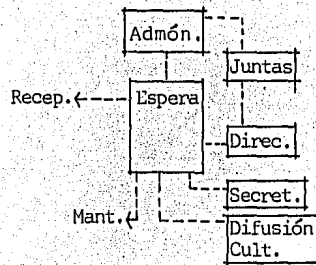 Admón.
Juntas
Recep.
Espera
Direc.
Secret.
Mant.
Difusión
Cult.